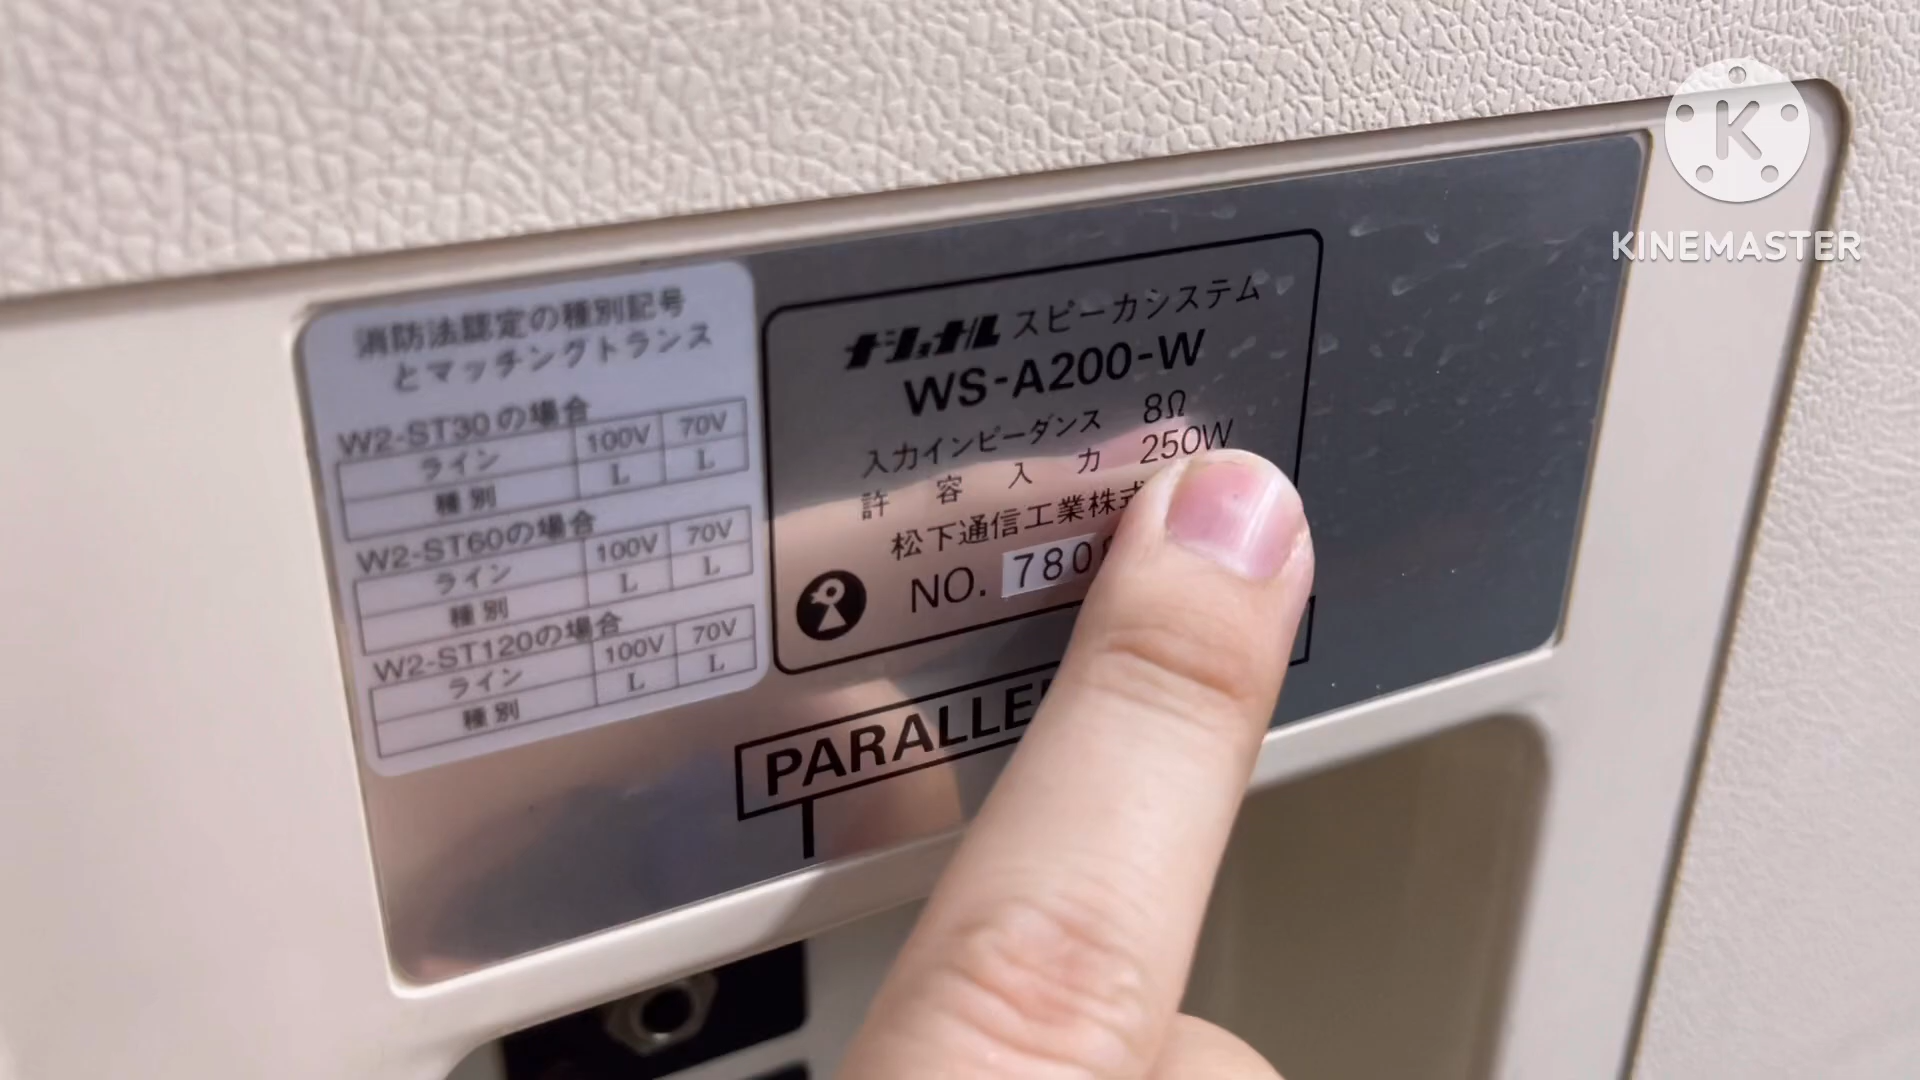 消防法認定の種別記号
とマッチングトランス
W2-ST30の場合
ライン 100V 70V
種別 L L
W2-ST60の場合
ライン 100V 70V
種別 L L
W2-ST120の場合
ライン 100V 70V
種別 L L
ナショナル スピーカシステム
WS-A200-W
入力インピーダンス 8Ω
許容入力 250W
松下通信工業株式
NO. 780
PARALLE
K
KINEMASTER